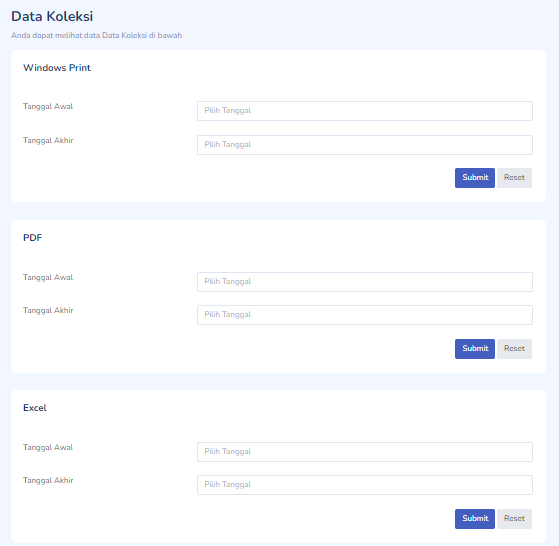 Data Koleksi
Anda dapat melihat data Data Koleksi di bawah
Windows Print
Tanggal Awal
Pilih Tanggal
Tanggal Akhir
Pilih Tanggal
Submit Reset
PDF
Tanggal Awal
Pilih Tanggal
Tanggal Akhir
Pilih Tanggal
Submit Reset
Excel
Tanggal Awal
Pilih Tanggal
Tanggal Akhir
Pilih Tanggal
Submit Reset